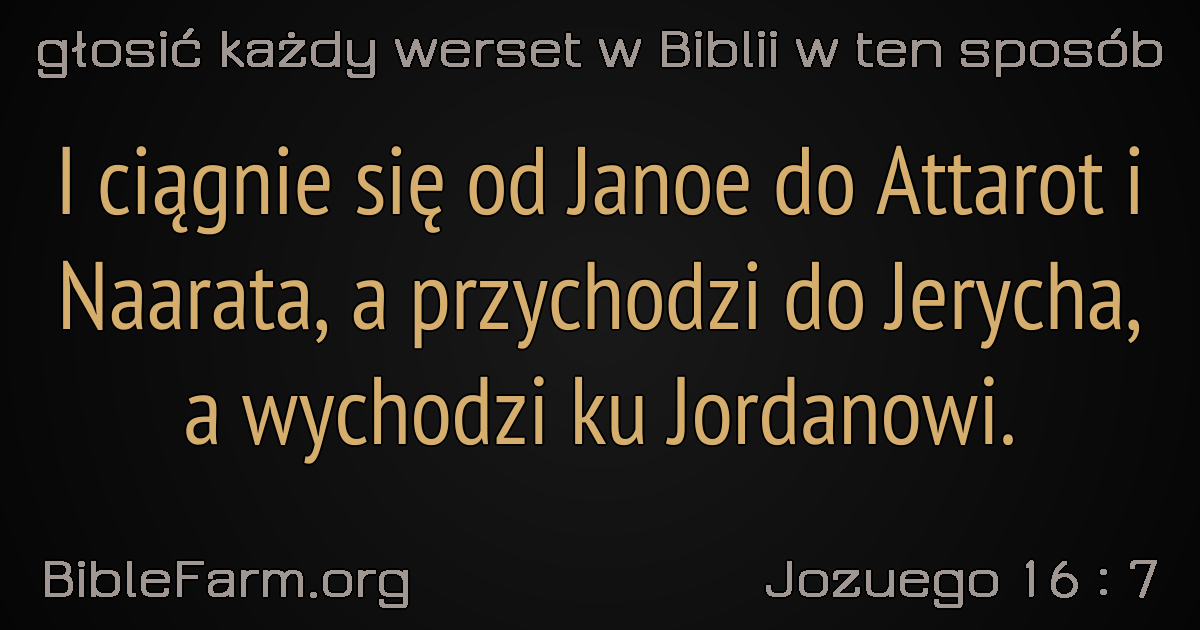 głosić każdy werset w Biblii w ten sposób
I ciągnie się od Janoe do Attarot i
Naarata, a przychodzi do Jerycha,
a wychodzi ku Jordanowi.
BibleFarm.org
Jozuego 16 : 7